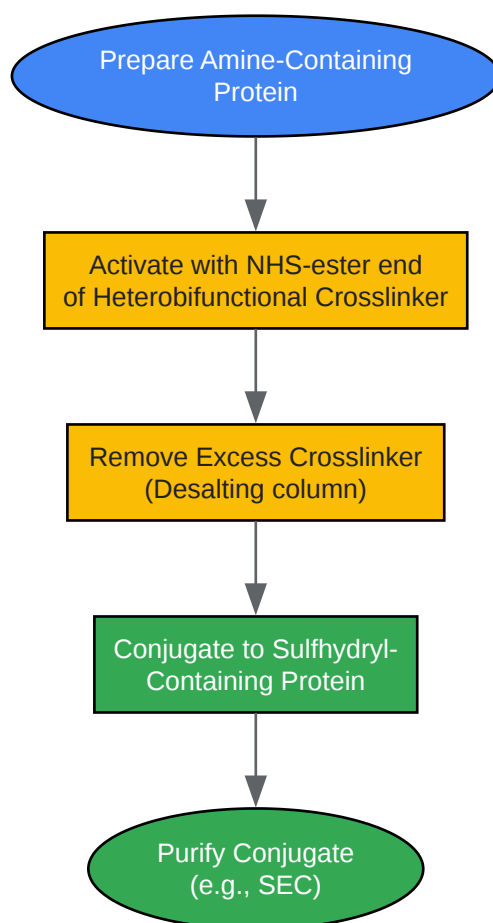 Prepare Amine-Containing
Protein
Activate with NHS-ester end
of Heterobifunctional Crosslinker
Remove Excess Crosslinker
(Desalting column)
Conjugate to Sulfhydryl-
Containing Protein
Purify Conjugate
(e.g., SEC)